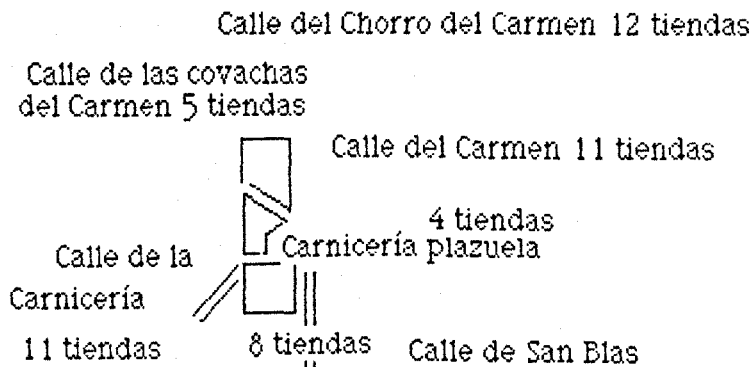 Calle del Chorro del Carmen 12 tiendas
Calle de las covachas
del Carmen 5 tiendas
Calle del Carmen 11 tiendas
4 tiendas
Carnicería plazuela
Calle de la
Carnicería
11 tiendas
8 tiendas
Calle de San Blas